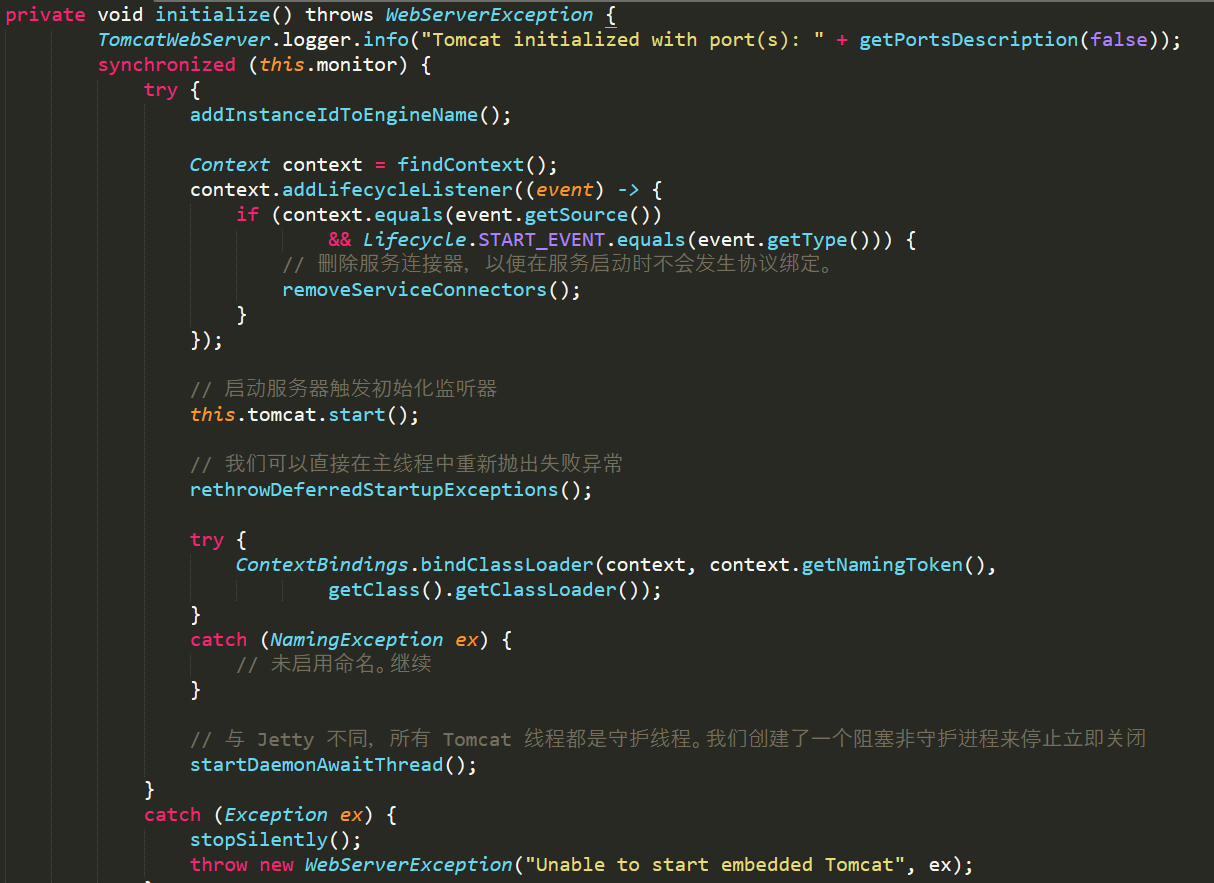 private void initialize() throws WebServerException {
TomcatWebServer.logger.info("Tomcat initialized with port(s): " + getPortsDescription(false));
synchronized (this.monitor) {
try {
addInstanceIdToEngineName();
Context context = findContext();
context.addLifecycleListener((event) -> {
if (context.equals(event.getSource())
&& Lifecycle.START_EVENT.equals(event.getType())) {
// 删除服务连接器，以便在服务启动时不会发生协议绑定。
removeServiceConnectors();
}
});
// 启动服务器触发初始化监听器
this.tomcat.start();
// 我们可以直接在主线程中重新抛出失败异常
rethrowDeferredStartupExceptions();
try {
ContextBindings.bindClassLoader(context, context.getNamingToken(),
getClass().getClassLoader());
}
catch (NamingException ex) {
// 未启用命名。继续
}
// 与 Jetty 不同，所有 Tomcat 线程都是守护线程。我们创建了一个阻塞非守护进程来停止立即关闭
startDaemonAwaitThread();
}
catch (Exception ex) {
stopSilently();
throw new WebServerException("Unable to start embedded Tomcat", ex);